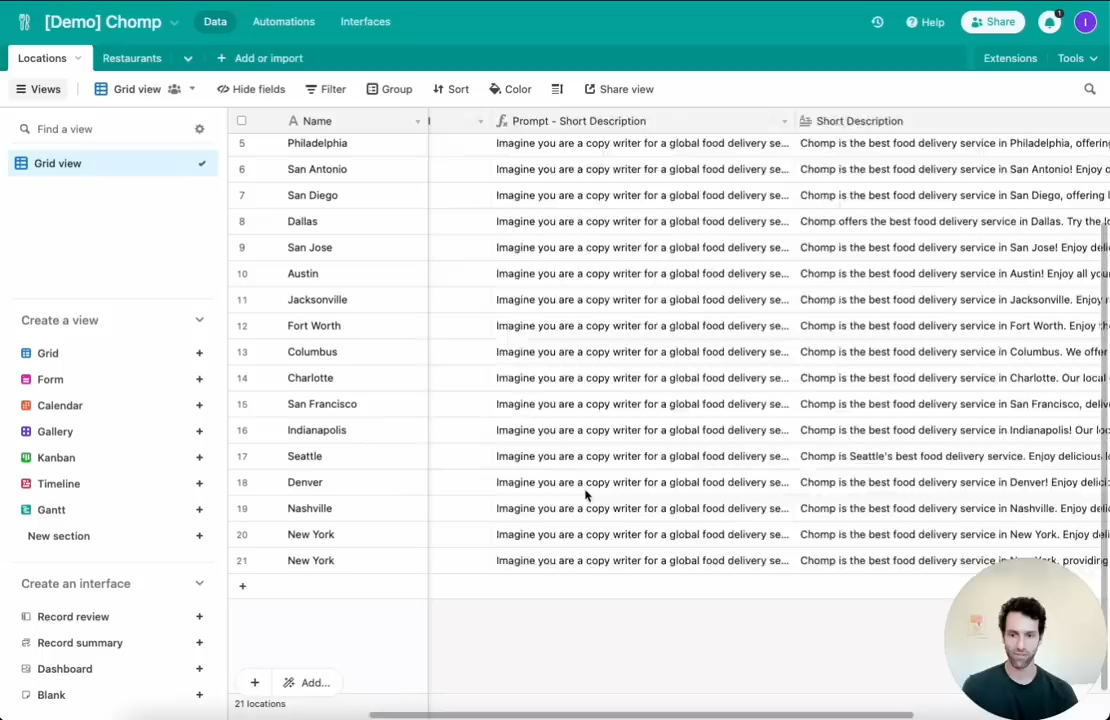 [Demo] Chomp Data Automations Interfaces Help Share 1 I
Locations Restaurants Add or import Extensions Tools
Views Grid view Hide fields Filter Group Sort Color Share view
Find a view
Grid view
Create a view
Grid
Form
Calendar
Gallery
Kanban
Timeline
Gantt
New section
Create an interface
Record review
Record summary
Dashboard
Blank
Name Prompt - Short Description Short Description
5 Philadelphia Imagine you are a copy writer for a global food delivery se... Chomp is the best food delivery service in Philadelphia, offering
6 San Antonio Imagine you are a copy writer for a global food delivery se... Chomp is the best food delivery service in San Antonio! Enjoy d
7 San Diego Imagine you are a copy writer for a global food delivery se... Chomp is the best food delivery service in San Diego, offering l
8 Dallas Imagine you are a copy writer for a global food delivery se... Chomp offers the best food delivery service in Dallas. Try the lo
9 San Jose Imagine you are a copy writer for a global food delivery se... Chomp is the best food delivery service in San Jose! Enjoy deli
10 Austin Imagine you are a copy writer for a global food delivery se... Chomp is the best food delivery service in Austin! Enjoy all your
11 Jacksonville Imagine you are a copy writer for a global food delivery se... Chomp is the best food delivery service in Jacksonville. Enjoy
12 Fort Worth Imagine you are a copy writer for a global food delivery se... Chomp is the best food delivery service in Fort Worth. Enjoy
13 Columbus Imagine you are a copy writer for a global food delivery se... Chomp is the best food delivery service in Columbus. We offer
14 Charlotte Imagine you are a copy writer for a global food delivery se... Chomp is the best food delivery service in Charlotte. Our local
15 San Francisco Imagine you are a copy writer for a global food delivery se... Chomp is the best food delivery service in San Francisco, deliv
16 Indianapolis Imagine you are a copy writer for a global food delivery se... Chomp is the best food delivery service in Indianapolis! Our loc
17 Seattle Imagine you are a copy writer for a global food delivery se... Chomp is Seattle's best food delivery service. Enjoy delicious l
18 Denver Imagine you are a copy writer for a global food delivery se... Chomp is the best food delivery service in Denver! Enjoy delici
19 Nashville Imagine you are a copy writer for a global food delivery se... Chomp is the best food delivery service in Nashville. Enjoy deli
20 New York Imagine you are a copy writer for a global food delivery se... Chomp is the best food delivery service in New York. Enjoy deli
21 New York Imagine you are a copy writer for a global food delivery se... Chomp is the best food delivery service in New York, providing
Add...
21 locations